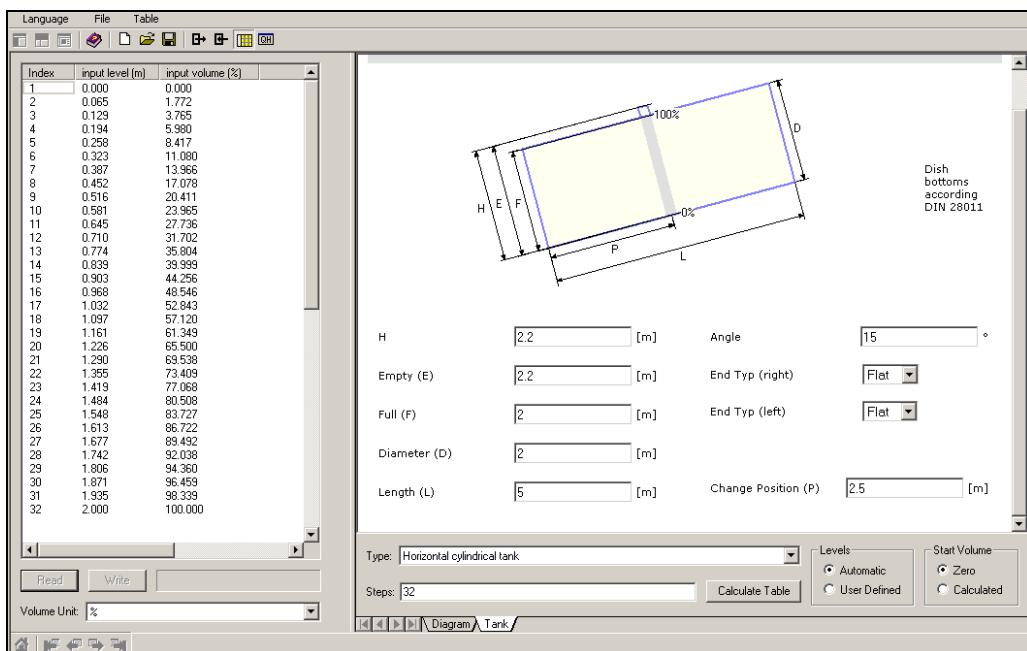 Language File Table
GH
Index input level (m) input volume (%)
1 0.000 0.000
2 0.065 1.772
3 0.129 3.765
4 0.194 5.980
5 0.258 8.417
6 0.323 11.080
7 0.387 13.966
8 0.452 17.078
9 0.516 20.411
10 0.581 23.965
11 0.645 27.736
12 0.710 31.702
13 0.774 35.804
14 0.839 39.999
15 0.903 44.256
16 0.968 48.546
17 1.032 52.843
18 1.097 57.120
19 1.161 61.349
20 1.226 65.500
21 1.290 69.538
22 1.355 73.409
23 1.419 77.068
24 1.484 80.508
25 1.548 83.727
26 1.613 86.722
27 1.677 89.492
28 1.742 92.038
29 1.806 94.360
30 1.871 96.459
31 1.935 98.339
32 2.000 100.000
Read Write
Volume Unit: %
100%
D
H E F
0%
P
L
Dish
bottoms
according
DIN 28011
H 2.2 [m] Angle 15 °
Empty (E) 2.2 [m] End Typ (right) Flat
Full (F) 2 [m] End Typ (left) Flat
Diameter (D) 2 [m]
Length (L) 5 [m] Change Position (P) 2.5 [m]
Type: Horizontal cylindrical tank
Steps: 32 Calculate Table
Levels
Automatic
User Defined
Start Volume
Zero
Calculated
Diagram Tank